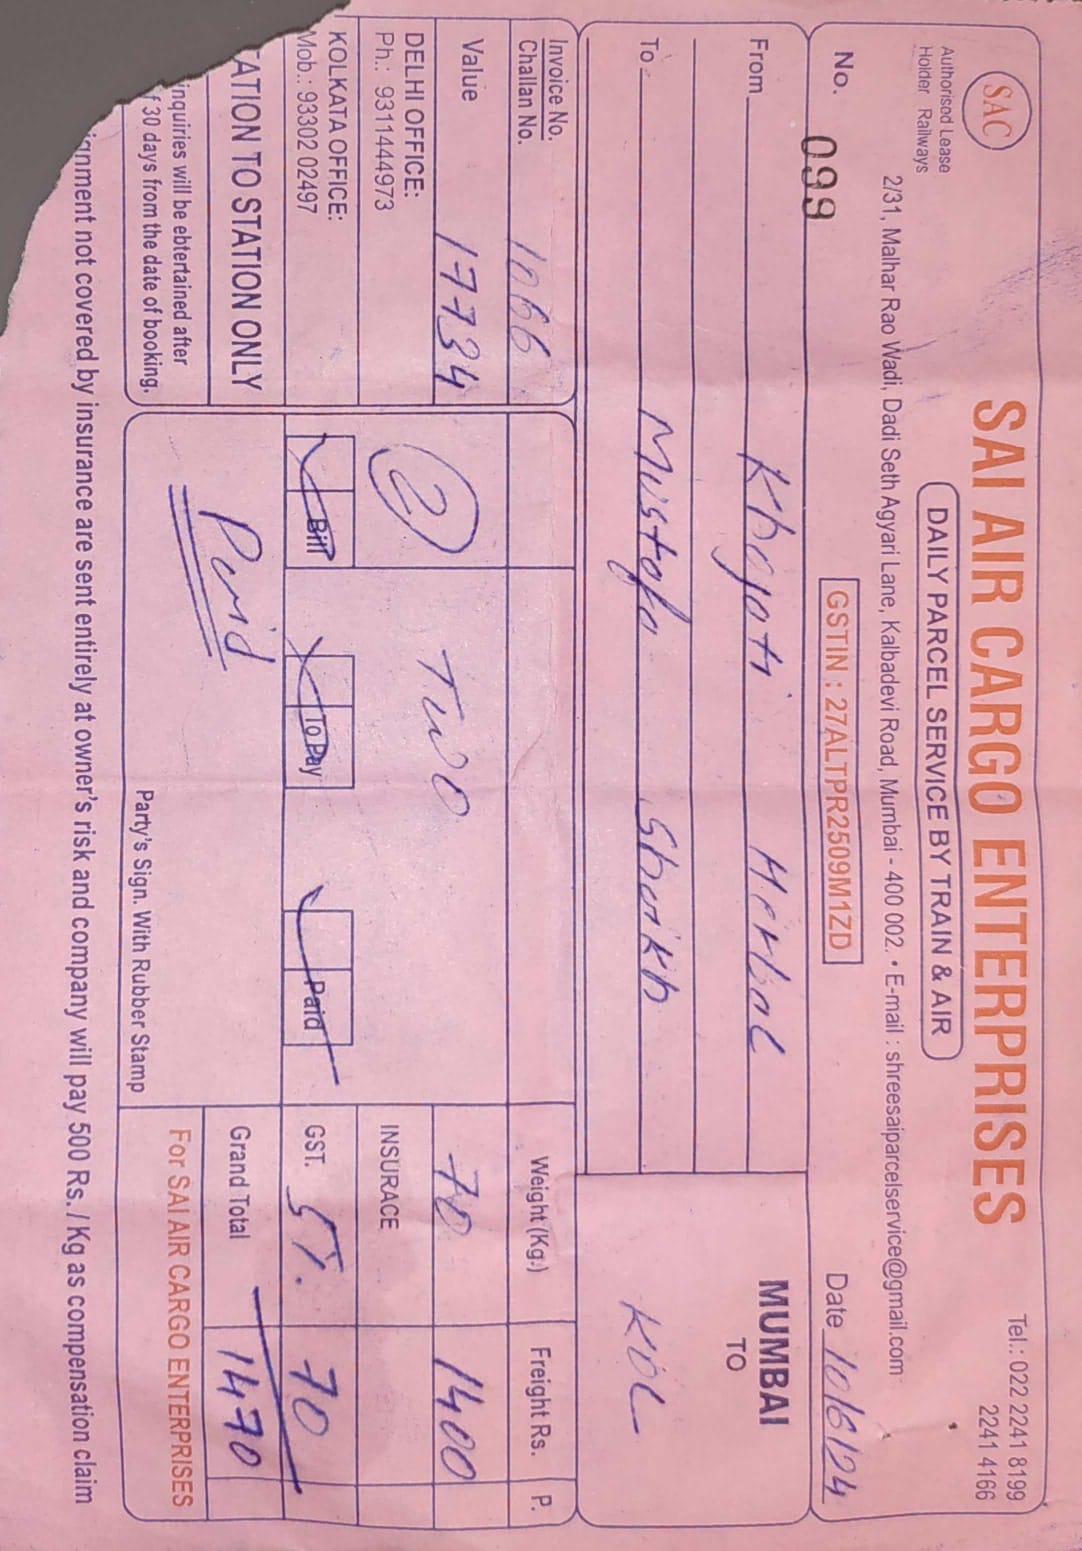 SAC
SAI AIR CARGO ENTERPRISES
Tel.: 022 2241 8199
2241 4166
Authorised Lease
Holder Railways
DAILY PARCEL SERVICE BY TRAIN & AIR
2/31, Malhar Rao Wadi, Dadi Seth Agyari Lane, Kalbadevi Road, Mumbai - 400 002. • E-mail : shreesaiparcelservice@gmail.com
No. 099
GSTIN : 27ALTPR2509M1ZD
Date 10/6/24
From Khojati Herbal
To Mustafa Shaikh
MUMBAI
TO
KOL
Invoice No.
Challan No. 1066
Weight (Kg.) Freight Rs. P.
Value 17734
2 TWO
70 1400
DELHI OFFICE:
Ph.: 9311444973
INSURACE
KOLKATA OFFICE:
Mob.: 93302 02497
Bill To Pay Paid
GST. 5%. 70
TATION TO STATION ONLY
Paid
Grand Total 1470
inquiries will be ebtertained after
f 30 days from the date of booking.
Party's Sign. With Rubber Stamp
For SAI AIR CARGO ENTERPRISES
ignment not covered by insurance are sent entirely at owner's risk and company will pay 500 Rs. / Kg as compensation claim